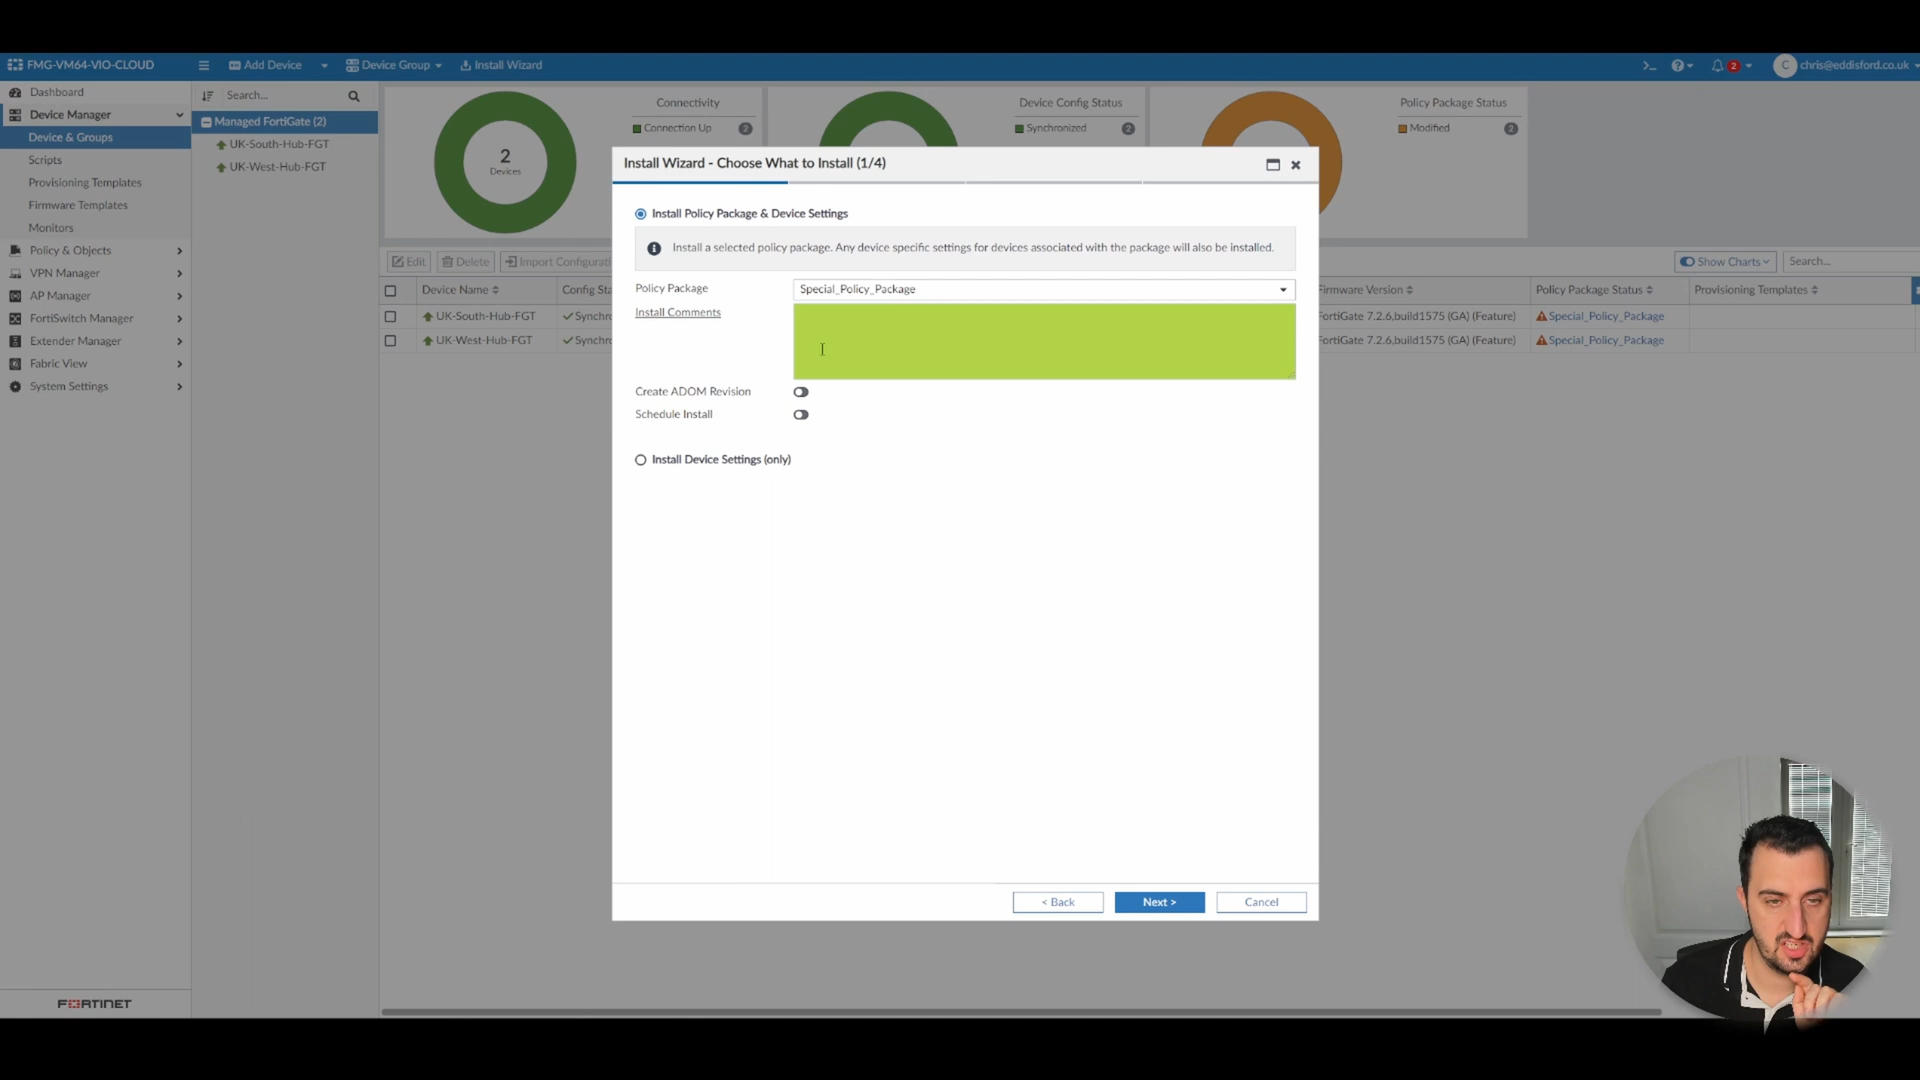 FMG-VM64-VIO-CLOUD
Add Device
Device Group
Install Wizard
2
chris@eddisford.co.uk
C
Dashboard
Device Manager
Device & Groups
Scripts
Provisioning Templates
Firmware Templates
Monitors
Policy & Objects
VPN Manager
AP Manager
FortiSwitch Manager
Extender Manager
Fabric View
System Settings
FORTINET
Search...
Managed FortiGate (2)
UK-South-Hub-FGT
UK-West-Hub-FGT
2
Devices
Connectivity
Connection Up 2
Device Config Status
Synchronized 2
Policy Package Status
Modified 2
Edit
Delete
Import Configurati
Show Charts
Search...
Device Name
Config Sta
Firmware Version
Policy Package Status
Provisioning Templates
UK-South-Hub-FGT
Synchro
FortiGate 7.2.6,build1575 (GA) (Feature)
Special_Policy_Package
UK-West-Hub-FGT
Synchro
FortiGate 7.2.6,build1575 (GA) (Feature)
Special_Policy_Package
Install Wizard - Choose What to Install (1/4)
Install Policy Package & Device Settings
Install a selected policy package. Any device specific settings for devices associated with the package will also be installed.
Policy Package
Special_Policy_Package
Install Comments
Create ADOM Revision
Schedule Install
Install Device Settings (only)
< Back
Next >
Cancel